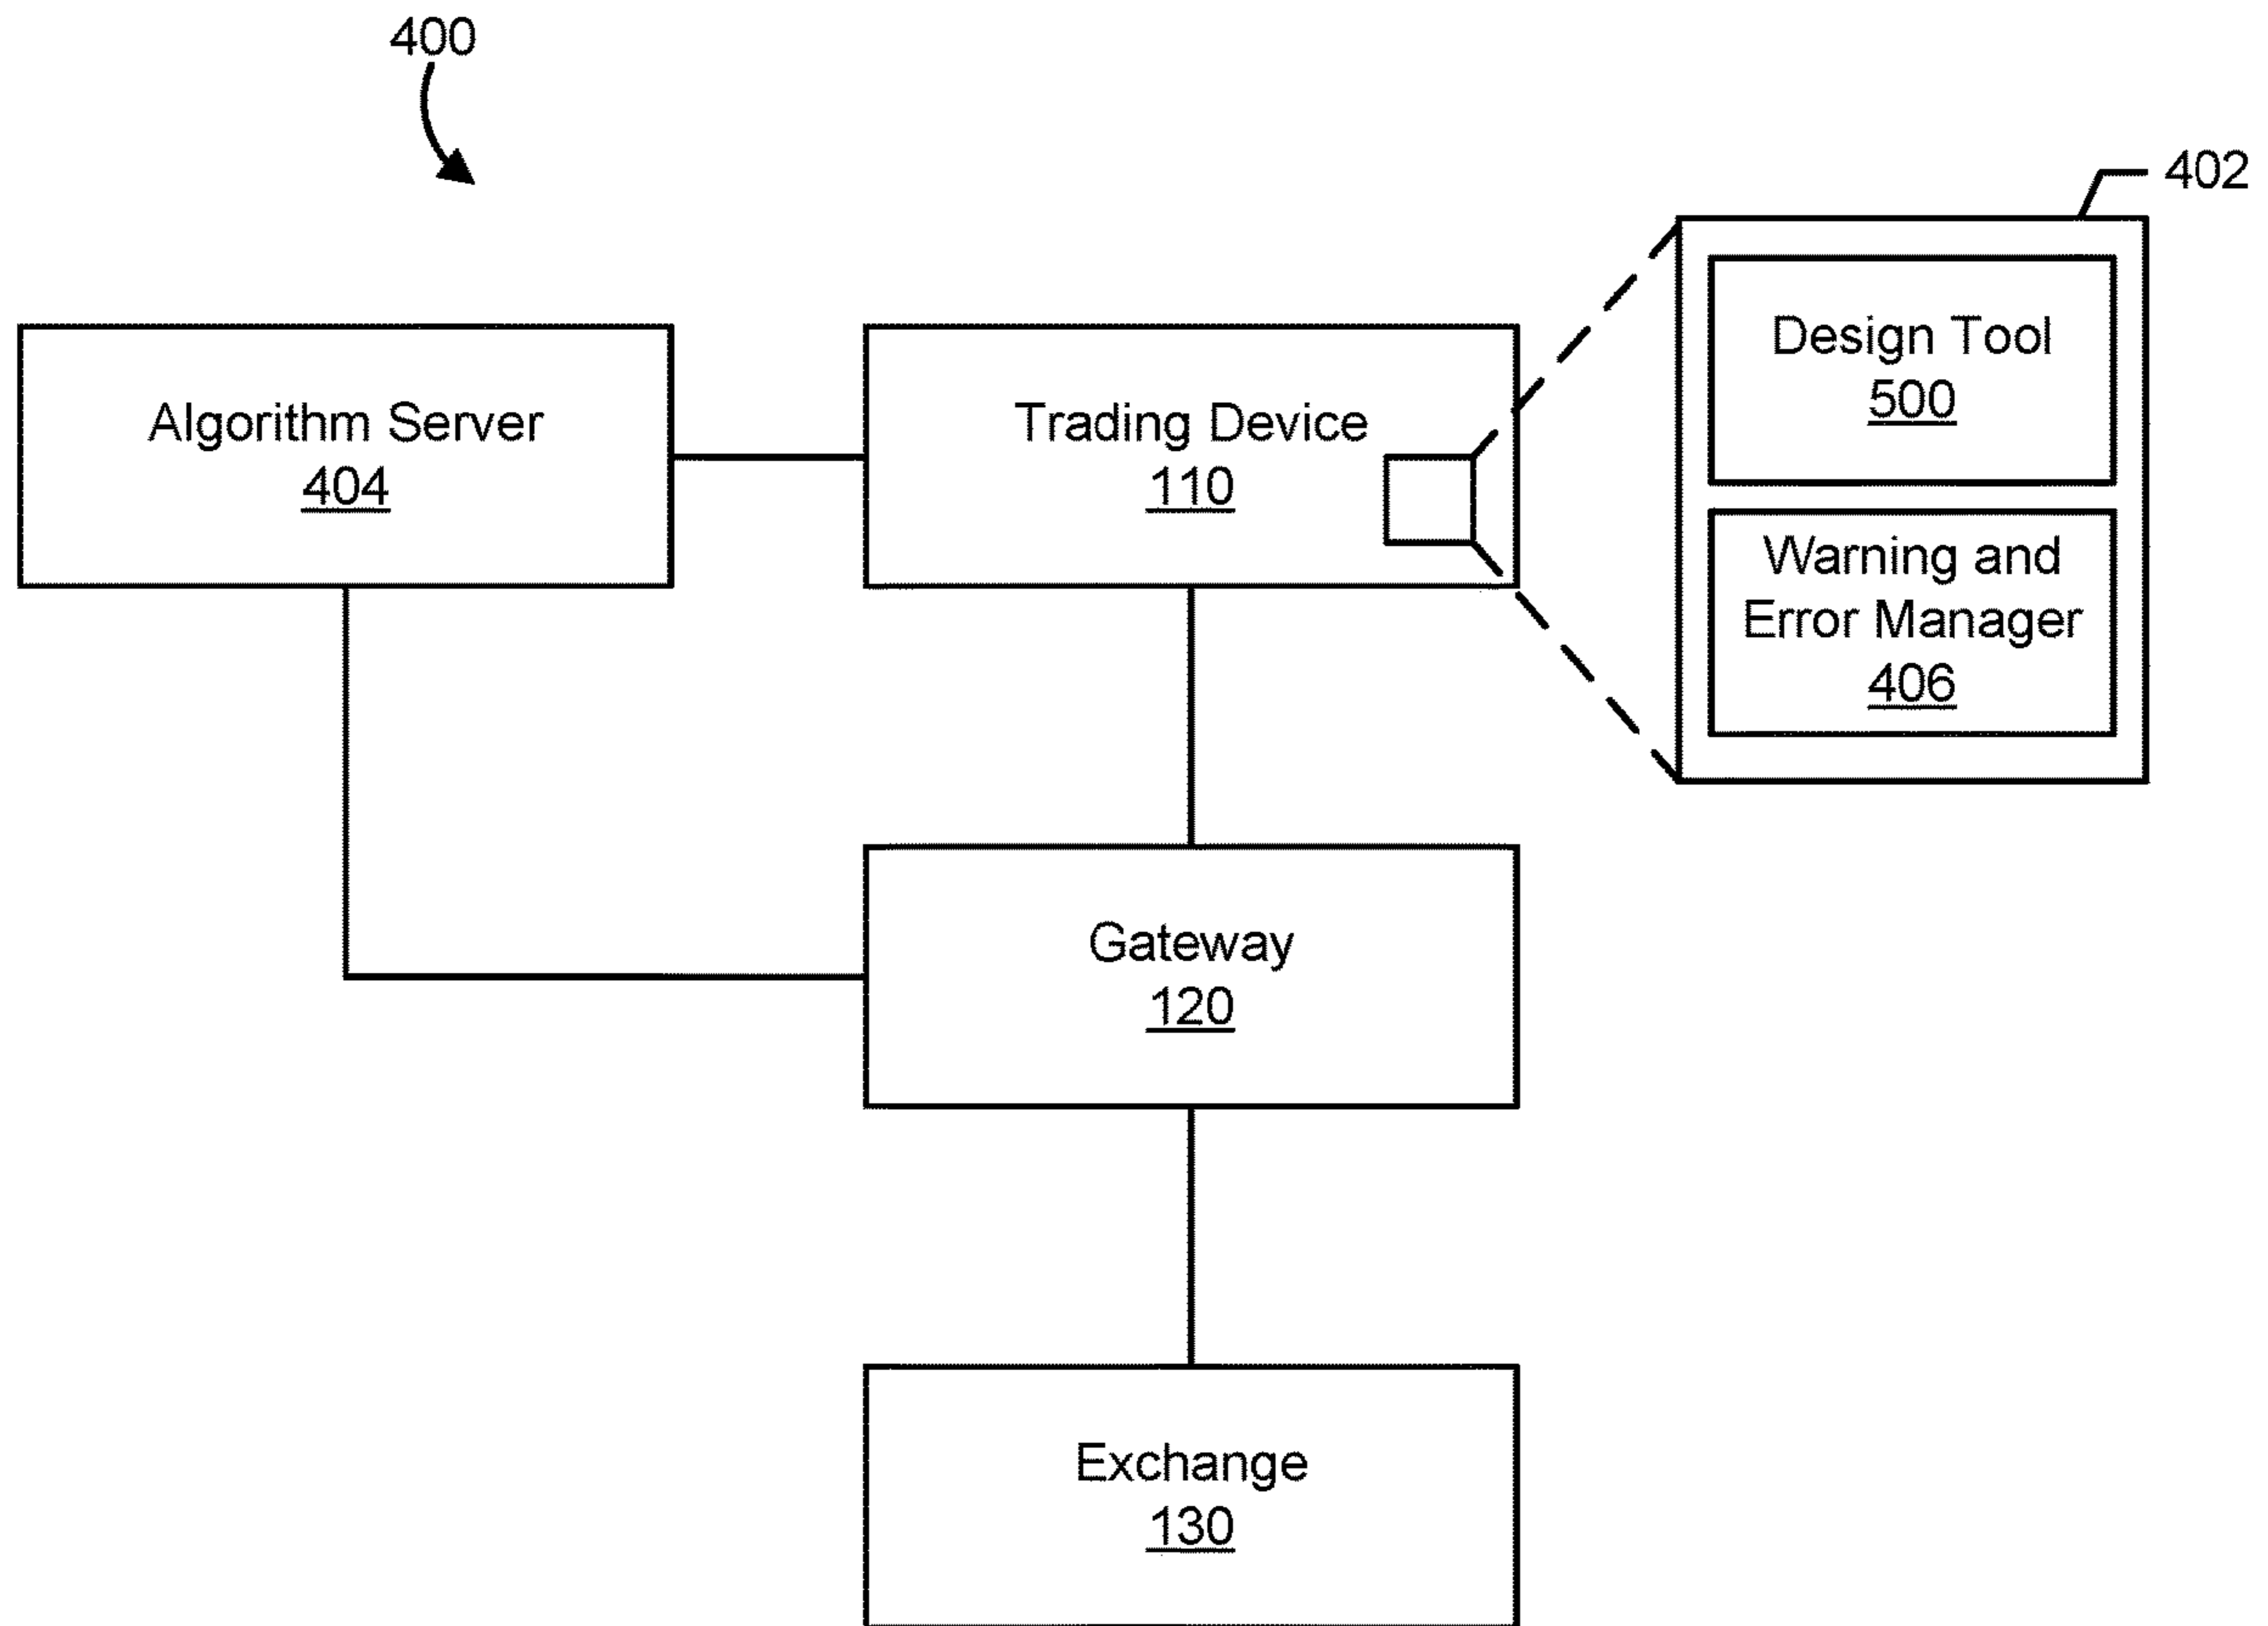 400
402
Design Tool
500
Algorithm Server
404
Trading Device
110
Warning and
Error Manager
406
Gateway
120
Exchange
130